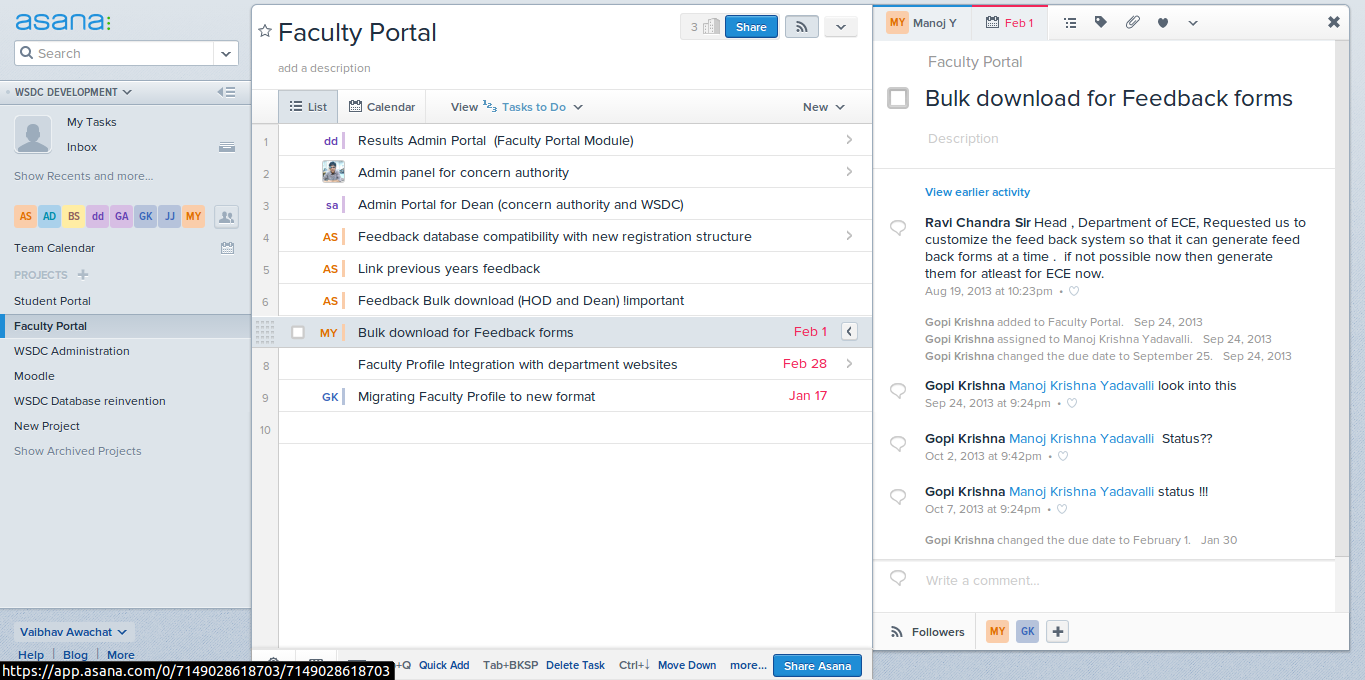 asana:
Search
WSDC DEVELOPMENT
My Tasks
Inbox
Show Recents and more...
AS AD BS dd GA GK JJ MY
Team Calendar
PROJECTS +
Student Portal
Faculty Portal
WSDC Administration
Moodle
WSDC Database reinvention
New Project
Show Archived Projects
Vaibhav Awachat
Help | Blog | More
https://app.asana.com/0/7149028618703/7149028618703
Faculty Portal
3 Share
add a description
List Calendar View Tasks to Do New
1 dd Results Admin Portal (Faculty Portal Module)
2 Admin panel for concern authority
3 sa Admin Portal for Dean (concern authority and WSDC)
4 AS Feedback database compatibility with new registration structure
5 AS Link previous years feedback
6 AS Feedback Bulk download (HOD and Dean) !important
MY Bulk download for Feedback forms Feb 1
8 Faculty Profile Integration with department websites Feb 28
9 GK Migrating Faculty Profile to new format Jan 17
10
+Q Quick Add Tab+BKSP Delete Task Ctrl+↓ Move Down more... Share Asana
MY Manoj Y Feb 1
Faculty Portal
Bulk download for Feedback forms
Description
View earlier activity
Ravi Chandra Sir Head , Department of ECE, Requested us to
customize the feed back system so that it can generate feed
back forms at a time . if not possible now then generate
them for atleast for ECE now.
Aug 19, 2013 at 10:23pm •
Gopi Krishna added to Faculty Portal. Sep 24, 2013
Gopi Krishna assigned to Manoj Krishna Yadavalli. Sep 24, 2013
Gopi Krishna changed the due date to September 25. Sep 24, 2013
Gopi Krishna Manoj Krishna Yadavalli look into this
Sep 24, 2013 at 9:24pm •
Gopi Krishna Manoj Krishna Yadavalli Status??
Oct 2, 2013 at 9:42pm •
Gopi Krishna Manoj Krishna Yadavalli status !!!
Oct 7, 2013 at 9:24pm •
Gopi Krishna changed the due date to February 1. Jan 30
Write a comment...
Followers MY GK +